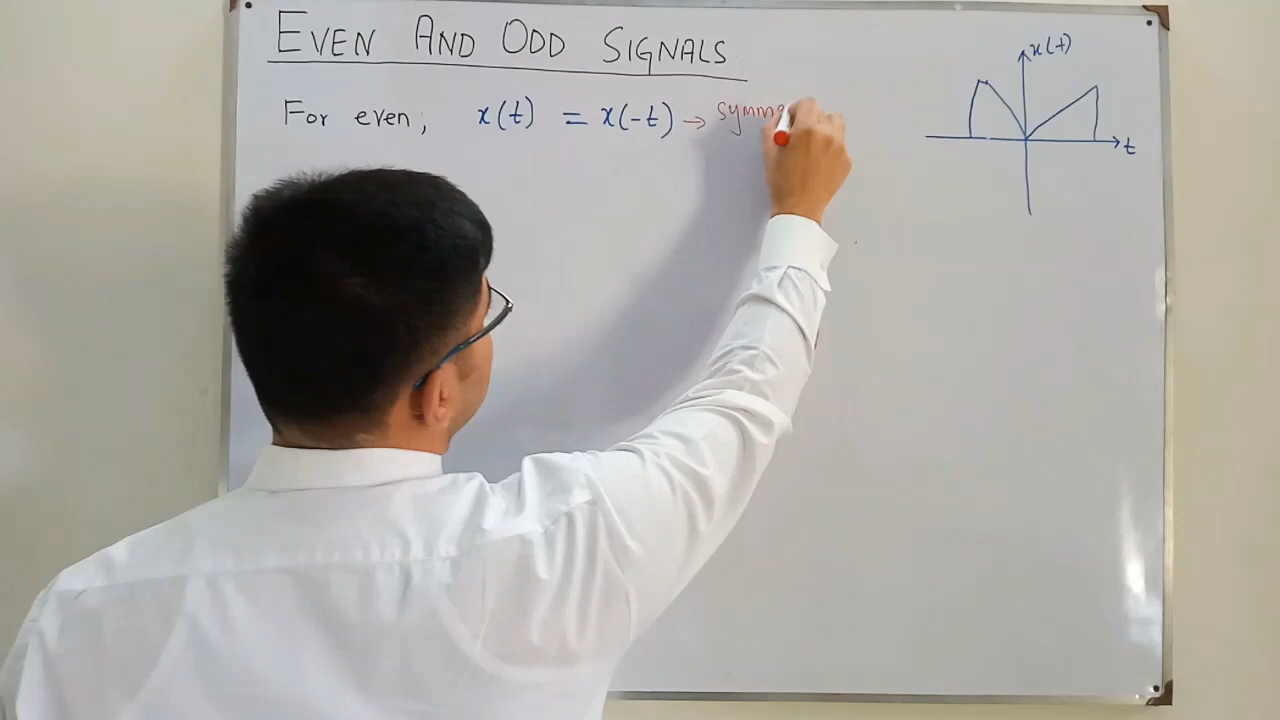 EVEN AND ODD SIGNALS
For even; x(t) = x(-t) →
x(t)
t